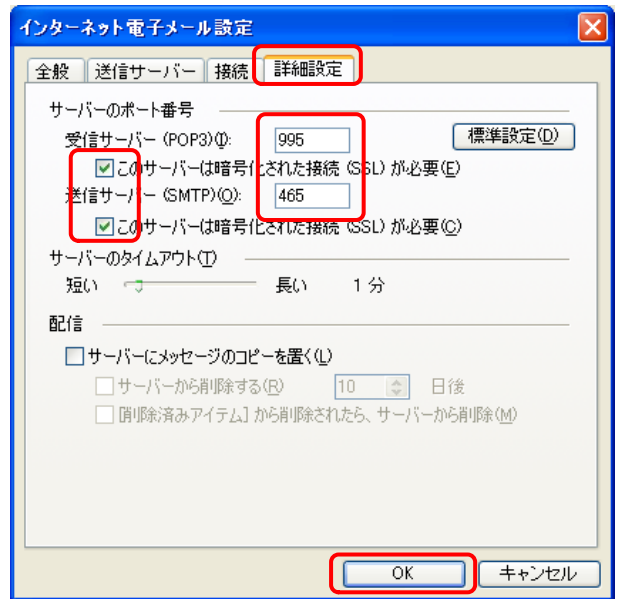 インターネット電子メール設定
全般 送信サーバー 接続 詳細設定
サーバーのポート番号
受信サーバー (POP3)(I): 995 標準設定(D)
このサーバーは暗号化された接続 (SSL) が必要(E)
送信サーバー (SMTP)(O): 465
このサーバーは暗号化された接続 (SSL) が必要(C)
サーバーのタイムアウト(T)
短い 長い 1 分
配信
サーバーにメッセージのコピーを置く(L)
サーバーから削除する(R) 10 日後
[削除済みアイテム] から削除されたら、サーバーから削除(M)
OK キャンセル